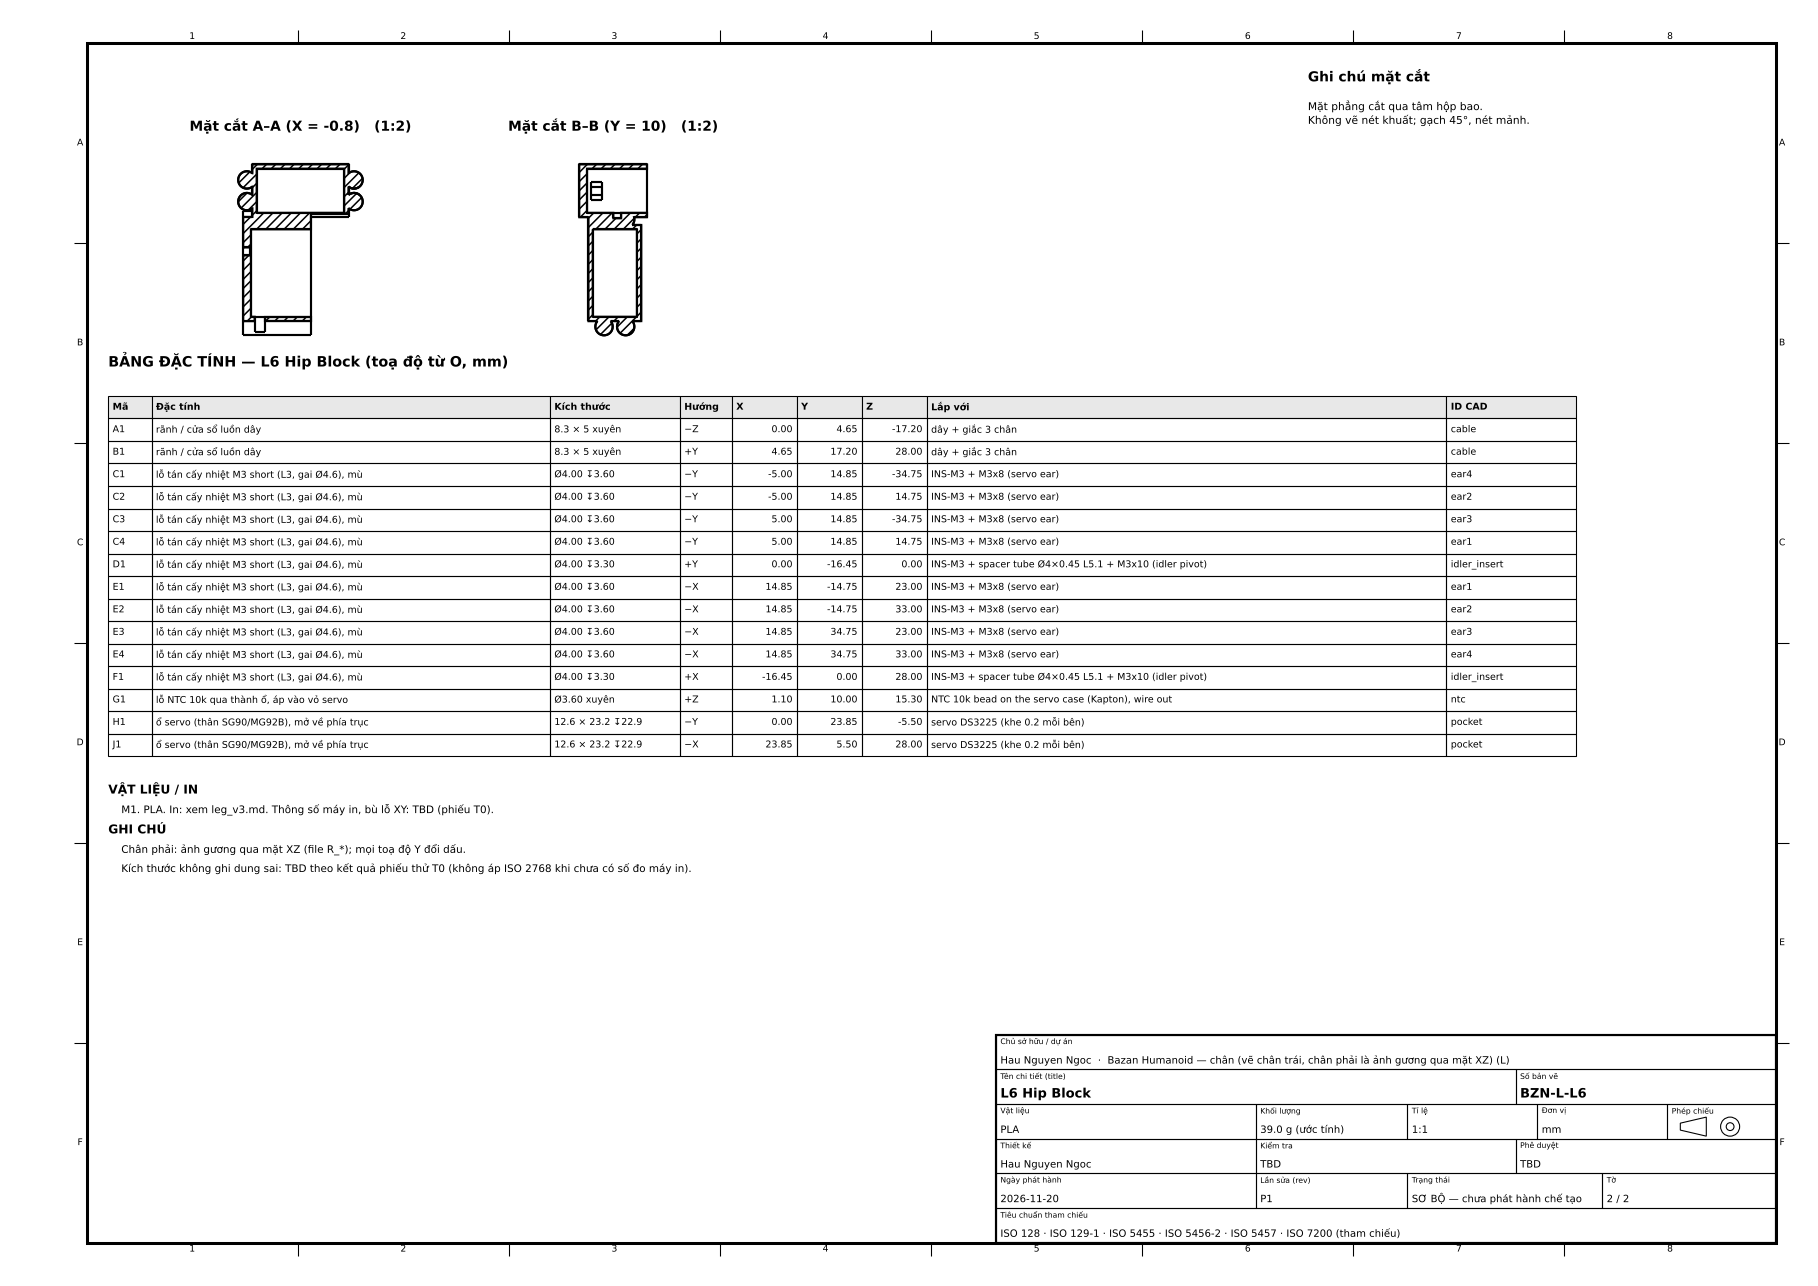 1 2 3 4 5 6 7 8
Ghi chú mặt cắt
Mặt phẳng cắt qua tâm hộp bao.
Không vẽ nét khuất; gạch 45°, nét mảnh.
Mặt cắt A–A (X = -0.8) (1:2) Mặt cắt B–B (Y = 10) (1:2)
A A
B B
BẢNG ĐẶC TÍNH — L6 Hip Block (toạ độ từ O, mm)
Mã Đặc tính Kích thước Hướng X Y Z Lắp với ID CAD
A1 rãnh / cửa sổ luồn dây 8.3 × 5 xuyên −Z 0.00 4.65 -17.20 dây + giắc 3 chân cable
B1 rãnh / cửa sổ luồn dây 8.3 × 5 xuyên +Y 4.65 17.20 28.00 dây + giắc 3 chân cable
C1 lỗ tán cấy nhiệt M3 short (L3, gai Ø4.6), mù Ø4.00 ↧3.60 −Y -5.00 14.85 -34.75 INS-M3 + M3x8 (servo ear) ear4
C2 lỗ tán cấy nhiệt M3 short (L3, gai Ø4.6), mù Ø4.00 ↧3.60 −Y -5.00 14.85 14.75 INS-M3 + M3x8 (servo ear) ear2
C3 lỗ tán cấy nhiệt M3 short (L3, gai Ø4.6), mù Ø4.00 ↧3.60 −Y 5.00 14.85 -34.75 INS-M3 + M3x8 (servo ear) ear3
C4 lỗ tán cấy nhiệt M3 short (L3, gai Ø4.6), mù Ø4.00 ↧3.60 −Y 5.00 14.85 14.75 INS-M3 + M3x8 (servo ear) ear1
C C
D1 lỗ tán cấy nhiệt M3 short (L3, gai Ø4.6), mù Ø4.00 ↧3.30 +Y 0.00 -16.45 0.00 INS-M3 + spacer tube Ø4×0.45 L5.1 + M3x10 (idler pivot) idler_insert
E1 lỗ tán cấy nhiệt M3 short (L3, gai Ø4.6), mù Ø4.00 ↧3.60 −X 14.85 -14.75 23.00 INS-M3 + M3x8 (servo ear) ear1
E2 lỗ tán cấy nhiệt M3 short (L3, gai Ø4.6), mù Ø4.00 ↧3.60 −X 14.85 -14.75 33.00 INS-M3 + M3x8 (servo ear) ear2
E3 lỗ tán cấy nhiệt M3 short (L3, gai Ø4.6), mù Ø4.00 ↧3.60 −X 14.85 34.75 23.00 INS-M3 + M3x8 (servo ear) ear3
E4 lỗ tán cấy nhiệt M3 short (L3, gai Ø4.6), mù Ø4.00 ↧3.60 −X 14.85 34.75 33.00 INS-M3 + M3x8 (servo ear) ear4
F1 lỗ tán cấy nhiệt M3 short (L3, gai Ø4.6), mù Ø4.00 ↧3.30 +X -16.45 0.00 28.00 INS-M3 + spacer tube Ø4×0.45 L5.1 + M3x10 (idler pivot) idler_insert
G1 lỗ NTC 10k qua thành ổ, áp vào vỏ servo Ø3.60 xuyên +Z 1.10 10.00 15.30 NTC 10k bead on the servo case (Kapton), wire out ntc
H1 ổ servo (thân SG90/MG92B), mở về phía trục 12.6 × 23.2 ↧22.9 −Y 0.00 23.85 -5.50 servo DS3225 (khe 0.2 mỗi bên) pocket
J1 ổ servo (thân SG90/MG92B), mở về phía trục 12.6 × 23.2 ↧22.9 −X 23.85 5.50 28.00 servo DS3225 (khe 0.2 mỗi bên) pocket
D D
VẬT LIỆU / IN
M1. PLA. In: xem leg_v3.md. Thông số máy in, bù lỗ XY: TBD (phiếu T0).
GHI CHÚ
Chân phải: ảnh gương qua mặt XZ (file R_*); mọi toạ độ Y đổi dấu.
Kích thước không ghi dung sai: TBD theo kết quả phiếu thử T0 (không áp ISO 2768 khi chưa có số đo máy in).
E E
Chủ sở hữu / dự án
Hau Nguyen Ngoc · Bazan Humanoid — chân (vẽ chân trái, chân phải là ảnh gương qua mặt XZ) (L)
Tên chi tiết (title) Số bản vẽ
L6 Hip Block BZN-L-L6
Vật liệu Khối lượng Tỉ lệ Đơn vị Phép chiếu
PLA 39.0 g (ước tính) 1:1 mm
F F
Thiết kế Kiểm tra Phê duyệt
Hau Nguyen Ngoc TBD TBD
Ngày phát hành Lần sửa (rev) Trạng thái Tờ
2026-11-20 P1 SƠ BỘ — chưa phát hành chế tạo 2 / 2
Tiêu chuẩn tham chiếu
ISO 128 · ISO 129-1 · ISO 5455 · ISO 5456-2 · ISO 5457 · ISO 7200 (tham chiếu)
1 2 3 4 5 6 7 8